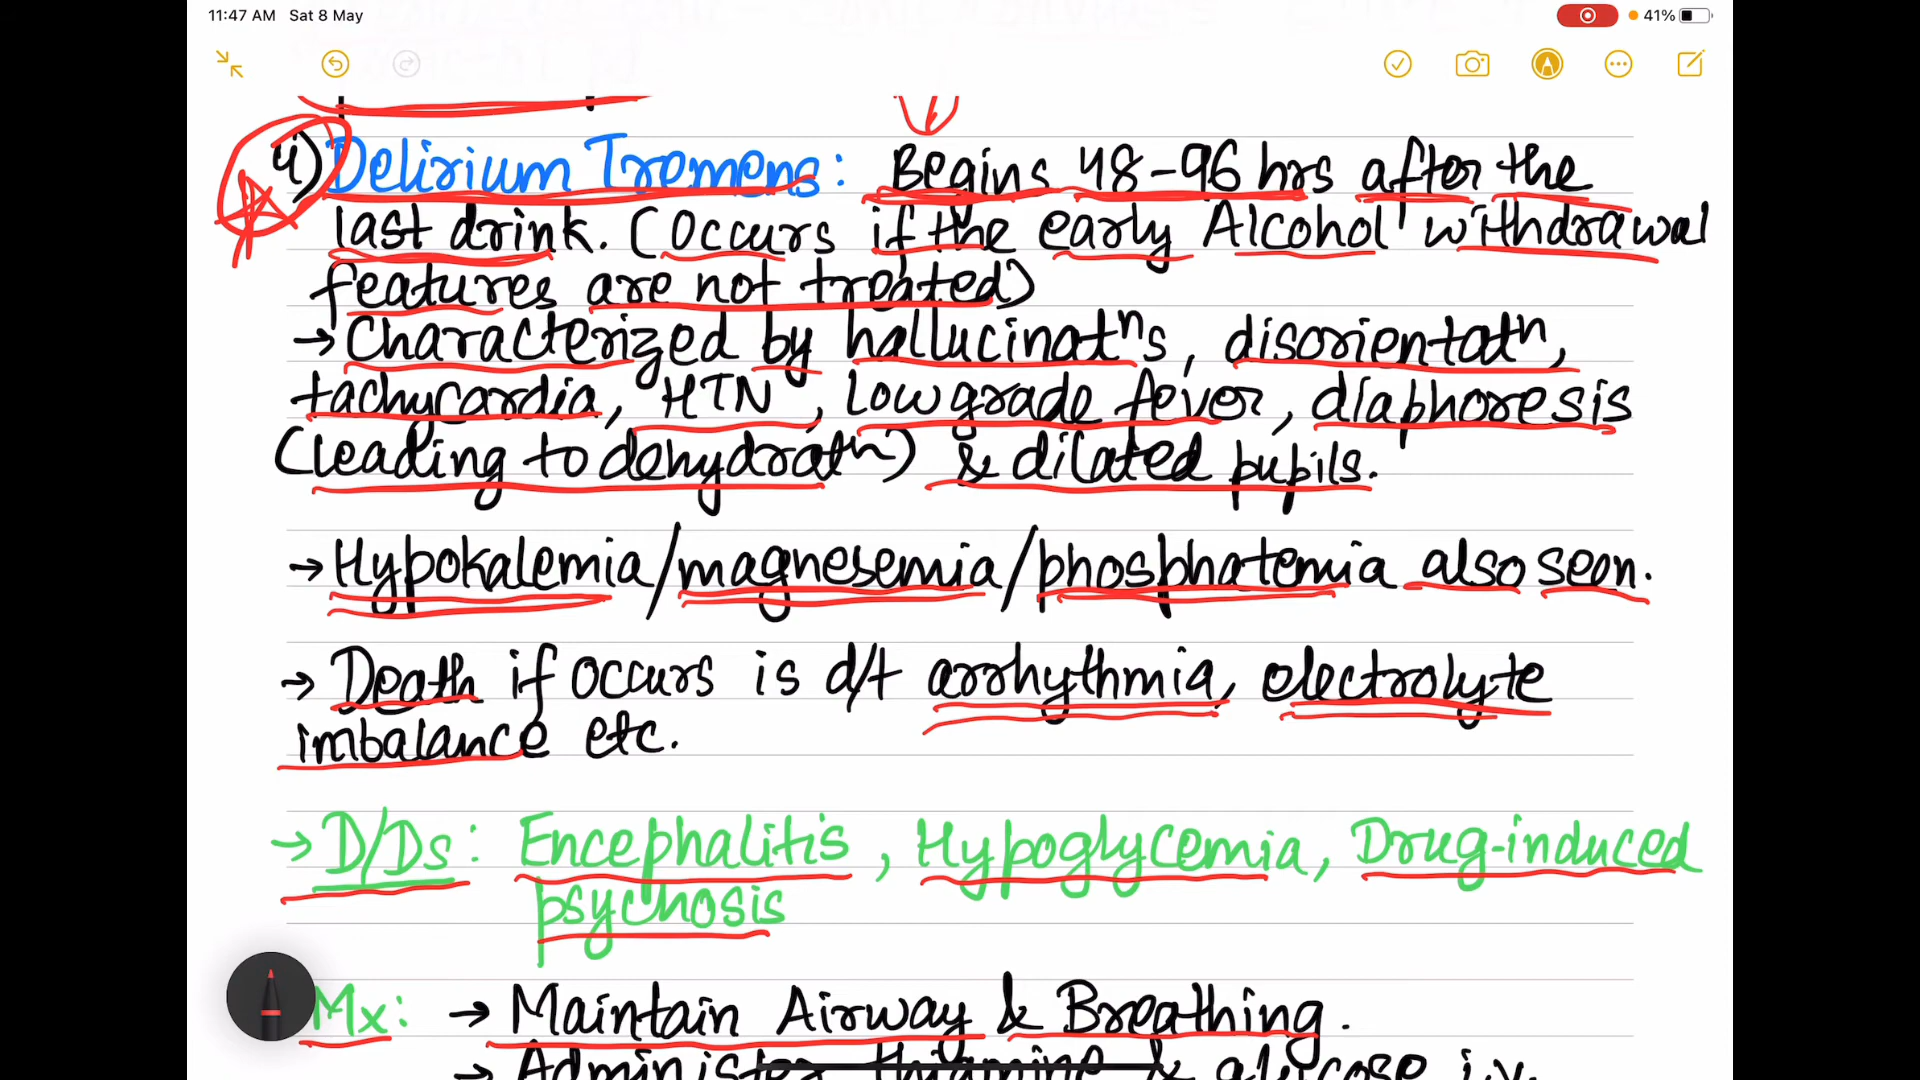 11:47 AM Sat 8 May 41%
4) Delirium Tremens: Begins 48-96 hrs after the
last drink. (Occurs if the early Alcohol withdrawal
features are not treated)
→ Characterized by hallucinatⁿs, disorientatⁿ,
tachycardia, HTN, low grade fever, diaphoresis
(leading to dehydratⁿ) & dilated pupils.
→ Hypokalemia/magnesemia/phosphatemia also seen.
→ Death if occurs is d/t arrhythmia, electrolyte
imbalance etc.
→ D/Ds: Encephalitis, Hypoglycemia, Drug-induced
psychosis
Mx: → Maintain Airway & Breathing.
→ Administer thiamine & glucose i.v.